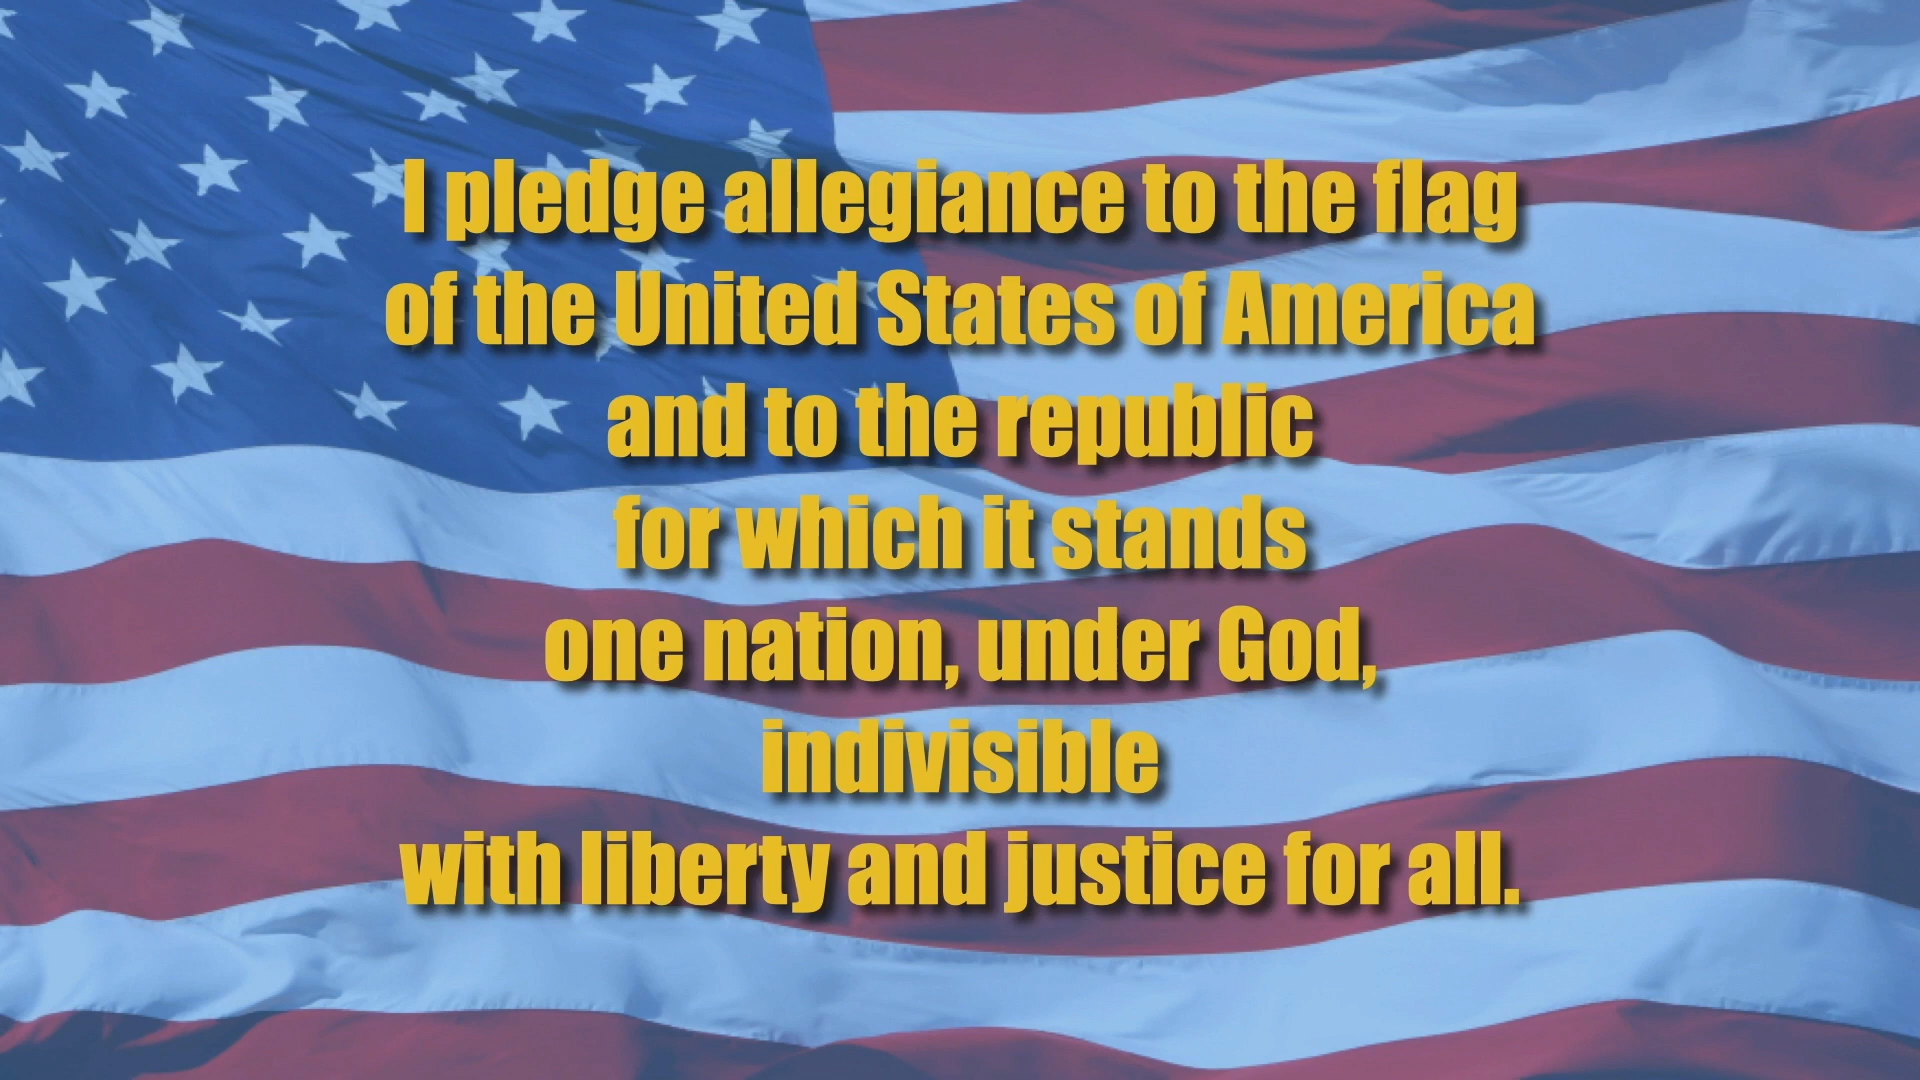 I pledge allegiance to the flag
of the United States of America
and to the republic
for which it stands
one nation, under God,
indivisible
with liberty and justice for all.